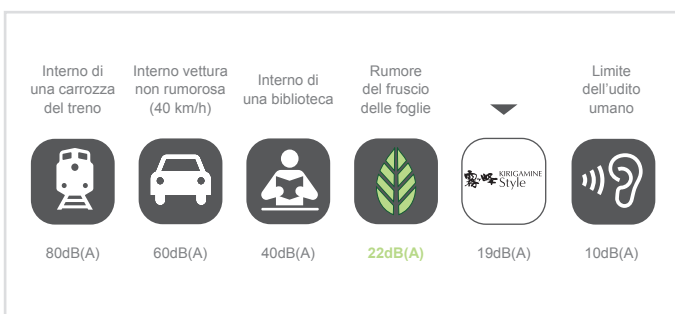 Interno di
una carrozza
del treno
Interno vettura
non rumorosa
(40 km/h)
Interno di
una biblioteca
Rumore
del fruscio
delle foglie
Limite
dell'udito
umano
霧ヶ峰 KIRIGAMINE
Style
80dB(A)
60dB(A)
40dB(A)
22dB(A)
19dB(A)
10dB(A)